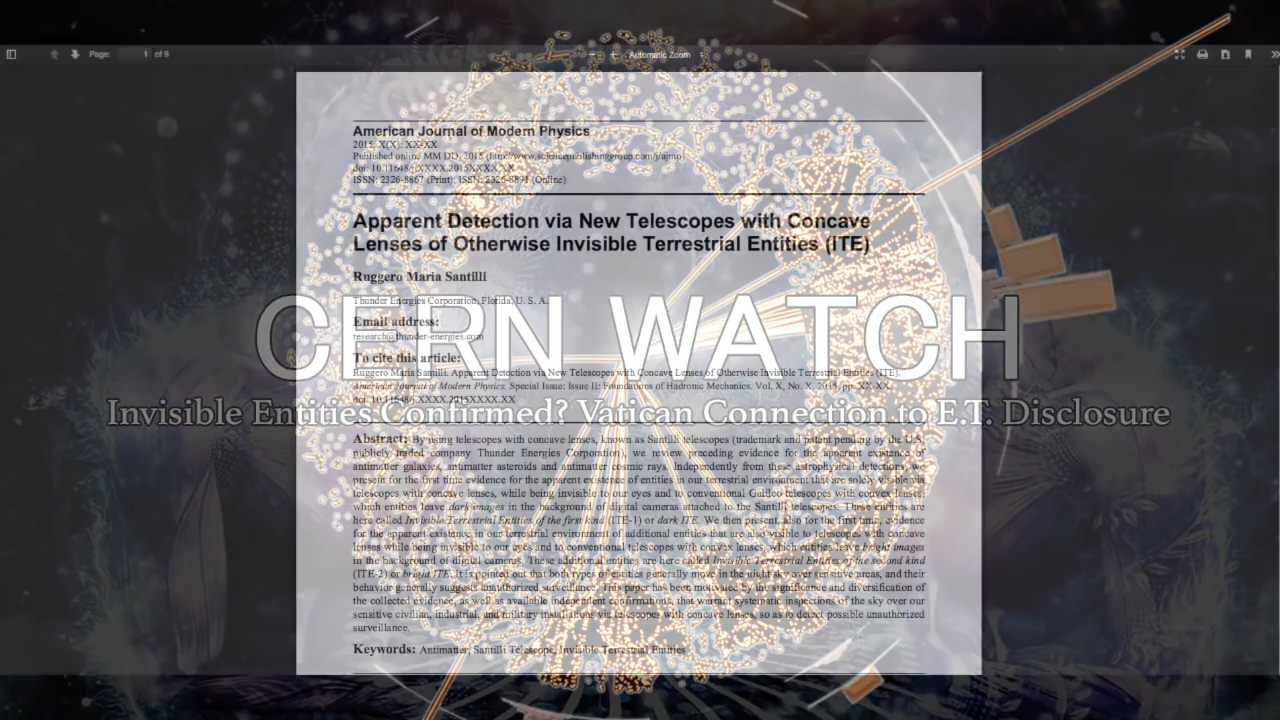 Page: 1 of 9 Automatic Zoom
American Journal of Modern Physics
2015; X(X): XX-XX
Published online MM DD, 2015 (http://www.sciencepublishinggroup.com/j/ajmp)
doi: 10.11648/j.XXXX.2015XXXX.XX
ISSN: 2326-8867 (Print); ISSN: 2326-8891 (Online)
Apparent Detection via New Telescopes with Concave
Lenses of Otherwise Invisible Terrestrial Entities (ITE)
Ruggero Maria Santilli
Thunder Energies Corporation, Florida, U. S. A.
CERN WATCH
Email address:
research@thunder-energies.com
To cite this article:
Ruggero Maria Santilli. Apparent Detection via New Telescopes with Concave Lenses of Otherwise Invisible Terrestrial Entities (ITE).
American Journal of Modern Physics. Special Issue: Issue II: Foundations of Hadronic Mechanics. Vol. X, No. X, 2015, pp. XX-XX.
doi: 10.11648/j.XXXX.2015XXXX.XX
Invisible Entities Confirmed? Vatican Connection to E.T. Disclosure
Abstract: By using telescopes with concave lenses, known as Santilli telescopes (trademark and patent pending by the U.S.
publicly traded company Thunder Energies Corporation), we review preceding evidence for the apparent existence of
antimatter galaxies, antimatter asteroids and antimatter cosmic rays. Independently from these astrophysical detections, we
present for the first time evidence for the apparent existence of entities in our terrestrial environment that are solely visible via
telescopes with concave lenses, while being invisible to our eyes and to conventional Galileo telescopes with convex lenses,
which entities leave dark images in the background of digital cameras attached to the Santilli telescopes. These entities are
here called Invisible Terrestrial Entities of the first kind (ITE-1) or dark ITE. We then present, also for the first time, evidence
for the apparent existence in our terrestrial environment of additional entities that are also visible to telescopes with concave
lenses while being invisible to our eyes and to conventional telescopes with convex lenses, which entities leave bright images
in the background of digital cameras. These additional entities are here called Invisible Terrestrial Entities of the second kind
(ITE-2) or bright ITE. It is pointed out that both types of entities generally move in the night sky over sensitive areas, and their
behavior generally suggests unauthorized surveillance. This paper has been motivated by the significance and diversification of
the collected evidence, as well as available independent confirmations, that warrant systematic inspections of the sky over our
sensitive civilian, industrial, and military installations via telescopes with concave lenses, so as to detect possible unauthorized
surveillance.
Keywords: Antimatter, Santilli Telescope, Invisible Terrestrial Entities